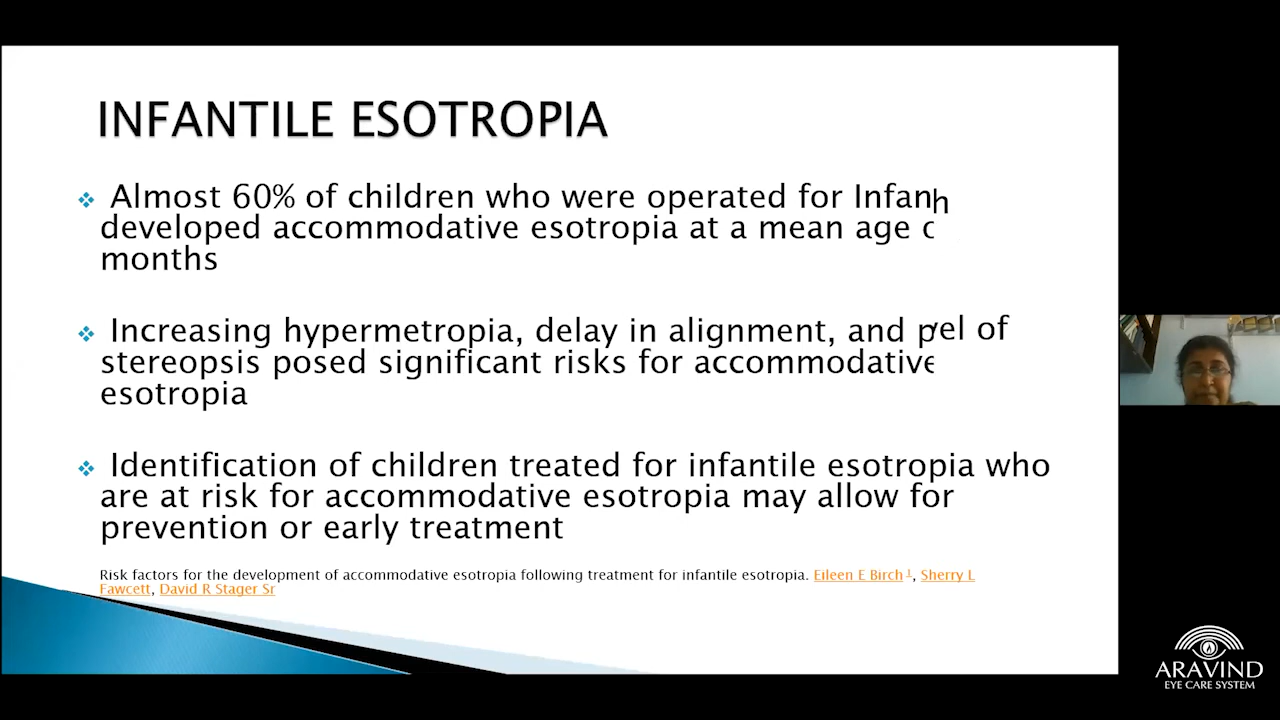 INFANTILE ESOTROPIA
Almost 60% of children who were operated for
developed accommodative esotropia at a mean age
months
Increasing hypermetropia, delay in alignment, and of
stereopsis posed significant risks for accommodative
esotropia
Identification of children treated for infantile esotropia who
are at risk for accommodative esotropia may allow for
prevention or early treatment
Risk factors for the development of accommodative esotropia following treatment for infantile esotropia. Eileen E Birch 1, Sherry L
Fawcett, David R Stager Sr
ARAVIND
EYE CARE SYSTEM